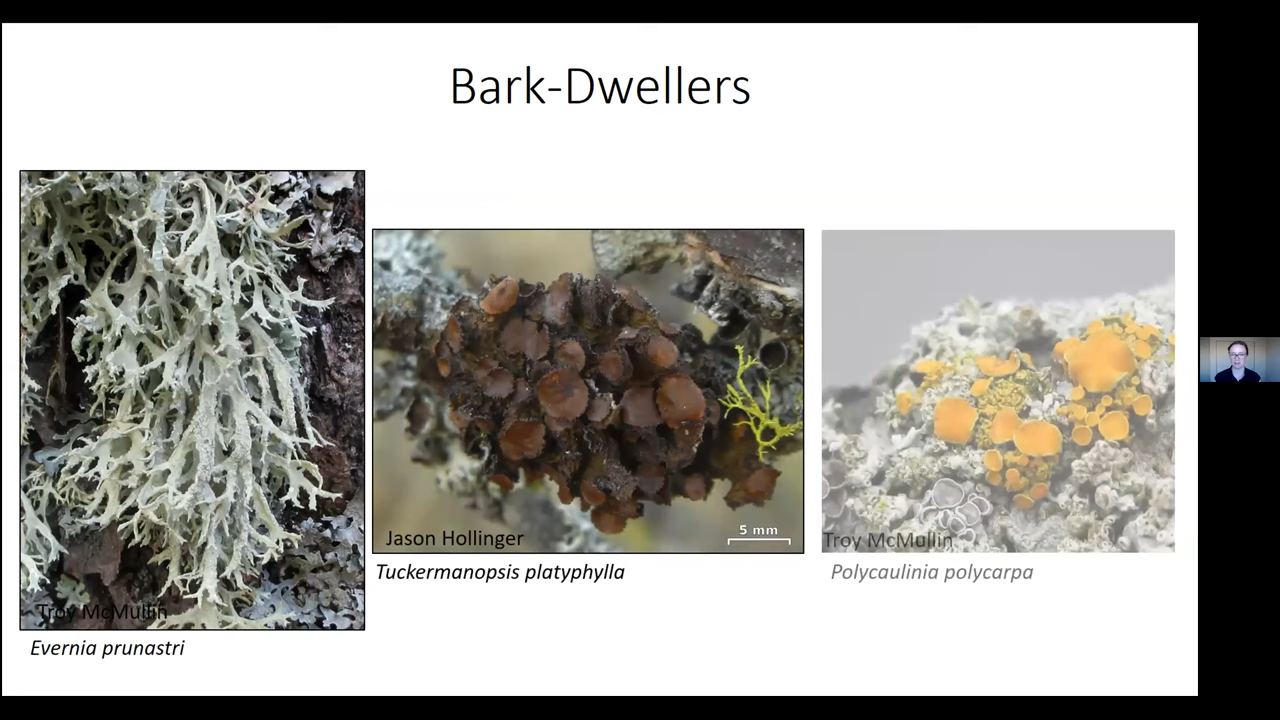 Bark-Dwellers
Troy McMullin
Evernia prunastri
Jason Hollinger
5 mm
Tuckermanopsis platyphylla
Troy McMullin
Polycaulinia polycarpa